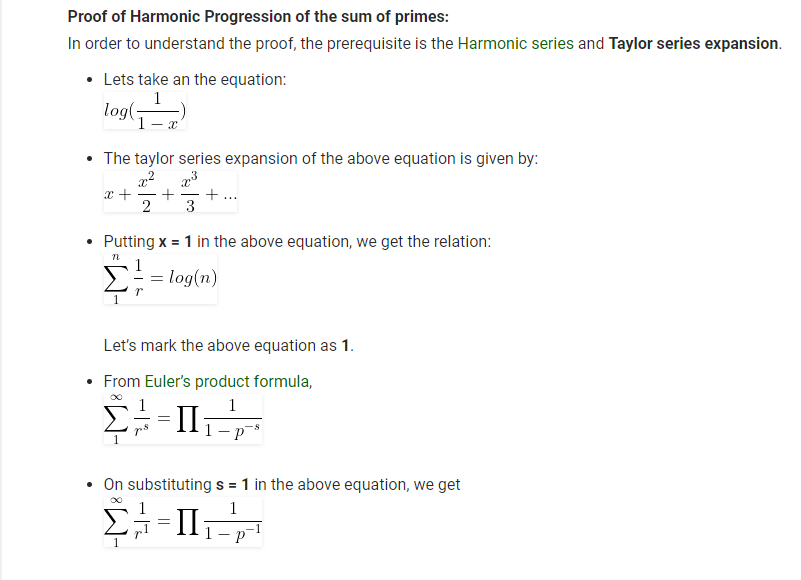 Proof of Harmonic Progression of the sum of primes:
In order to understand the proof, the prerequisite is the Harmonic series and Taylor series expansion.
• Lets take an the equation:
log(\frac{1}{1-x})
• The taylor series expansion of the above equation is given by:
x + \frac{x^2}{2} + \frac{x^3}{3} + ...
• Putting x = 1 in the above equation, we get the relation:
\sum_{1}^{n} \frac{1}{r} = log(n)
Let's mark the above equation as 1.
• From Euler's product formula,
\sum_{1}^{\infty} \frac{1}{r^s} = \prod \frac{1}{1-p^{-s}}
• On substituting s = 1 in the above equation, we get
\sum_{1}^{\infty} \frac{1}{r^1} = \prod \frac{1}{1-p^{-1}}